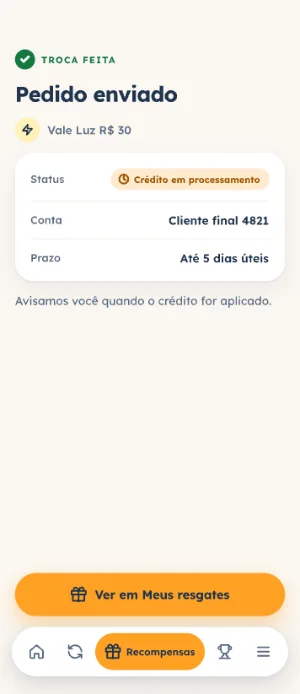 TROCA FEITA
Pedido enviado
Vale Luz R$ 30
Status Crédito em processamento
Conta Cliente final 4821
Prazo Até 5 dias úteis
Avisamos você quando o crédito for aplicado.
Ver em Meus resgates
Recompensas